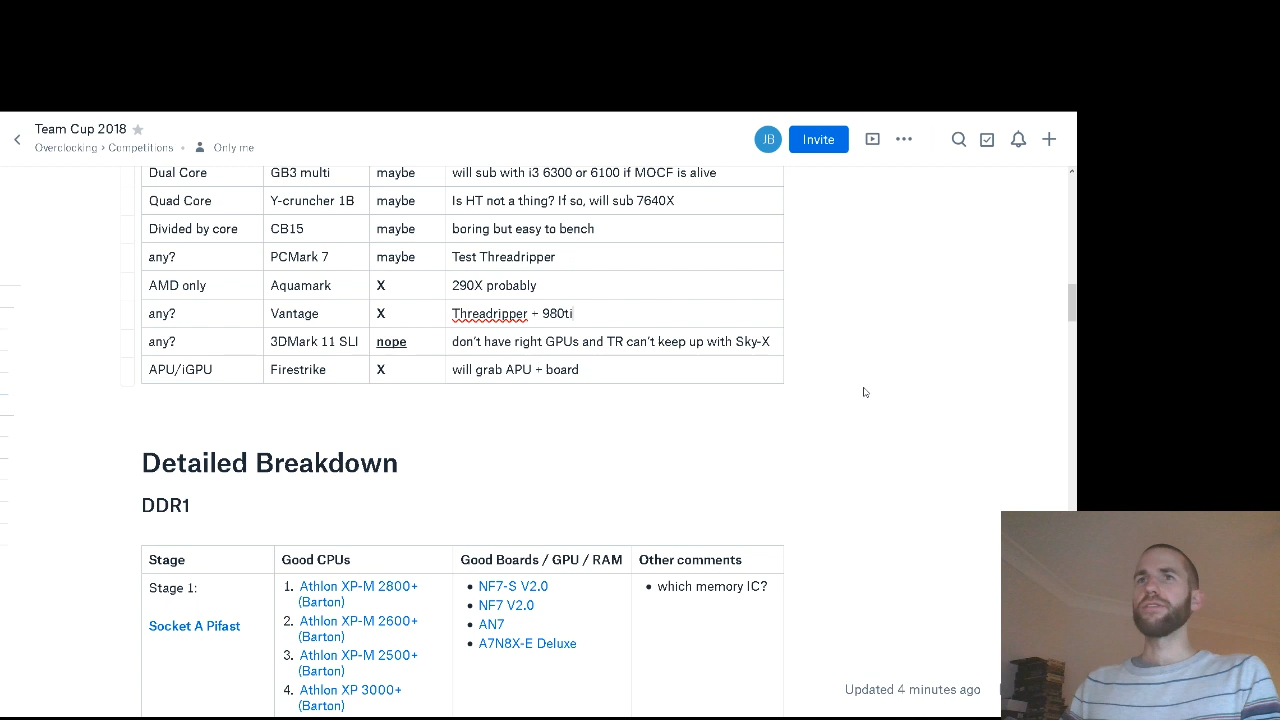 Team Cup 2018
JB
Invite
Overclocking > Competitions
Only me
Dual Core GB3 multi maybe will sub with i3 6300 or 6100 if MOCF is alive
Quad Core Y-cruncher 1B maybe Is HT not a thing? If so, will sub 7640X
Divided by core CB15 maybe boring but easy to bench
any? PCMark 7 maybe Test Threadripper
AMD only Aquamark X 290X probably
any? Vantage X Threadripper + 980ti
any? 3DMark 11 SLI nope don't have right GPUs and TR can't keep up with Sky-X
APU/iGPU Firestrike X will grab APU + board
Detailed Breakdown
DDR1
Stage Good CPUs Good Boards / GPU / RAM Other comments
Stage 1:
Socket A Pifast
1. Athlon XP-M 2800+
(Barton)
2. Athlon XP-M 2600+
(Barton)
3. Athlon XP-M 2500+
(Barton)
4. Athlon XP 3000+
(Barton)
• NF7-S V2.0
• NF7 V2.0
• AN7
• A7N8X-E Deluxe
• which memory IC?
Updated 4 minutes ago